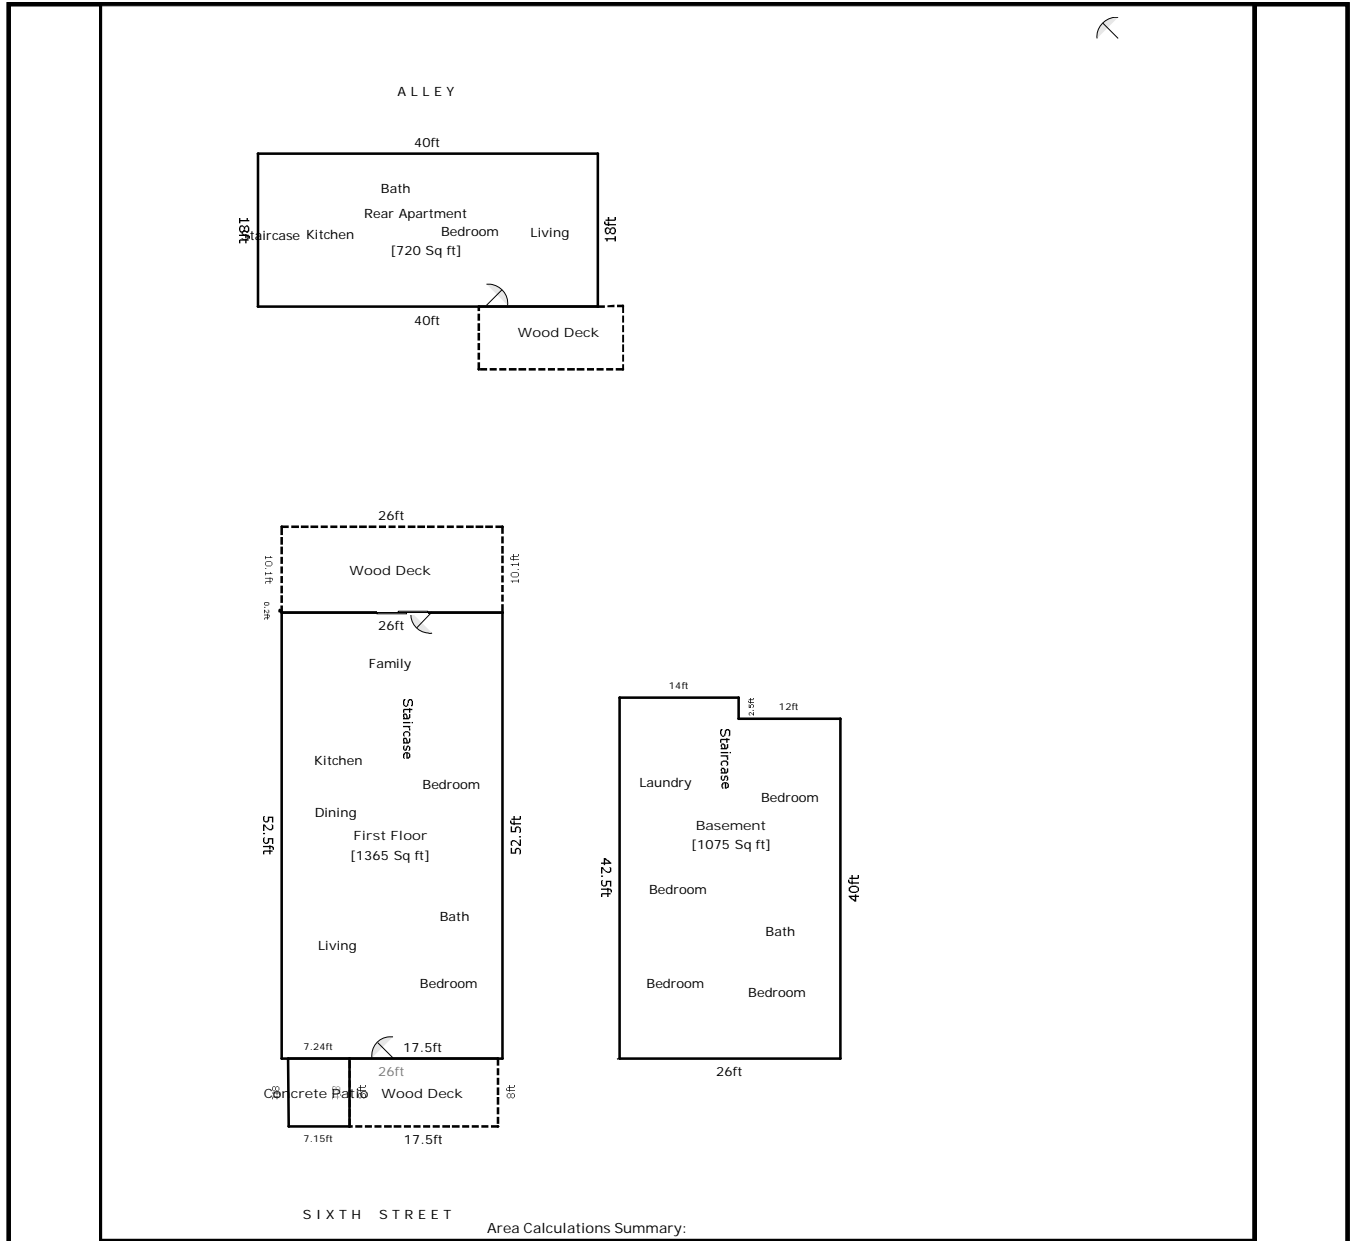 ALLEY
40ft
Bath
Rear Apartment
18ft
Staircase Kitchen
Bedroom
Living
18ft
[720 Sq ft]
40ft
Wood Deck
26ft
10.1ft
Wood Deck
10.1ft
0.2ft
26ft
Family
Staircase
Kitchen
Bedroom
Dining
First Floor
[1365 Sq ft]
52.5ft
52.5ft
Bath
Living
Bedroom
14ft
2.5ft
12ft
Staircase
Laundry
Bedroom
Basement
[1075 Sq ft]
42.5ft
40ft
Bedroom
Bath
Bedroom
Bedroom
26ft
7.24ft
17.5ft
26ft
Concrete Patio
Wood Deck
8ft
7.15ft
17.5ft
SIXTH STREET
Area Calculations Summary: